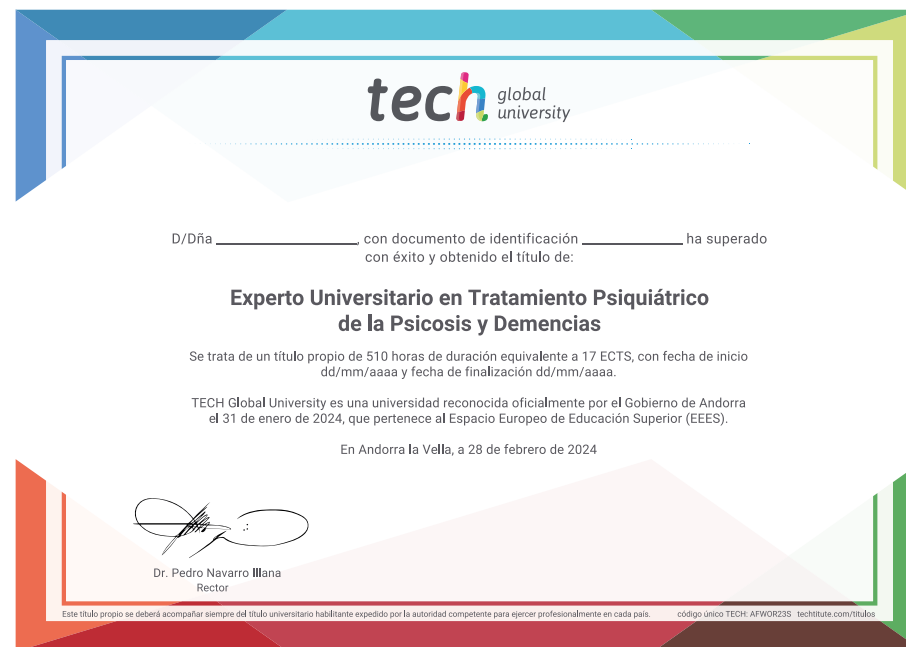 tech global
university
D/Dña ____________, con documento de identificación ____________ ha superado
con éxito y obtenido el título de:
Experto Universitario en Tratamiento Psiquiátrico
de la Psicosis y Demencias
Se trata de un título propio de 510 horas de duración equivalente a 17 ECTS, con fecha de inicio
dd/mm/aaaa y fecha de finalización dd/mm/aaaa.
TECH Global University es una universidad reconocida oficialmente por el Gobierno de Andorra
el 31 de enero de 2024, que pertenece al Espacio Europeo de Educación Superior (EEES).
En Andorra la Vella, a 28 de febrero de 2024
Dr. Pedro Navarro Illana
Rector
Este título propio se deberá acompañar siempre del título universitario habilitante expedido por la autoridad competente para ejercer profesionalmente en cada país. código único TECH: AFWOR23S techtitute.com/titulos